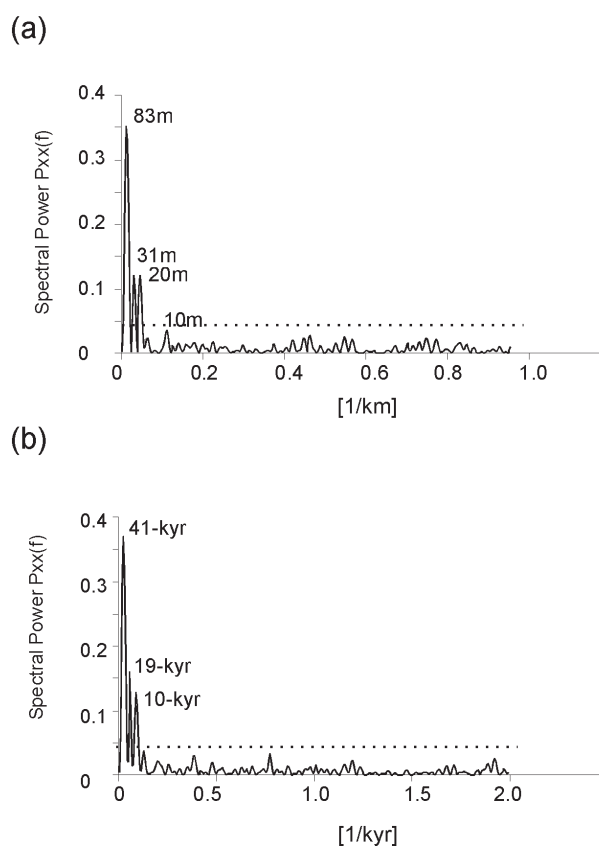 (a)
Spectral Power Pxx(f)
0.4
0.3
0.2
0.1
0
83m
31m
20m
10m
0 0.2 0.4 0.6 0.8 1.0
[1/km]
(b)
Spectral Power Pxx(f)
0.4
0.3
0.2
0.1
0
41-kyr
19-kyr
10-kyr
0 0.5 1.0 1.5 2.0
[1/kyr]